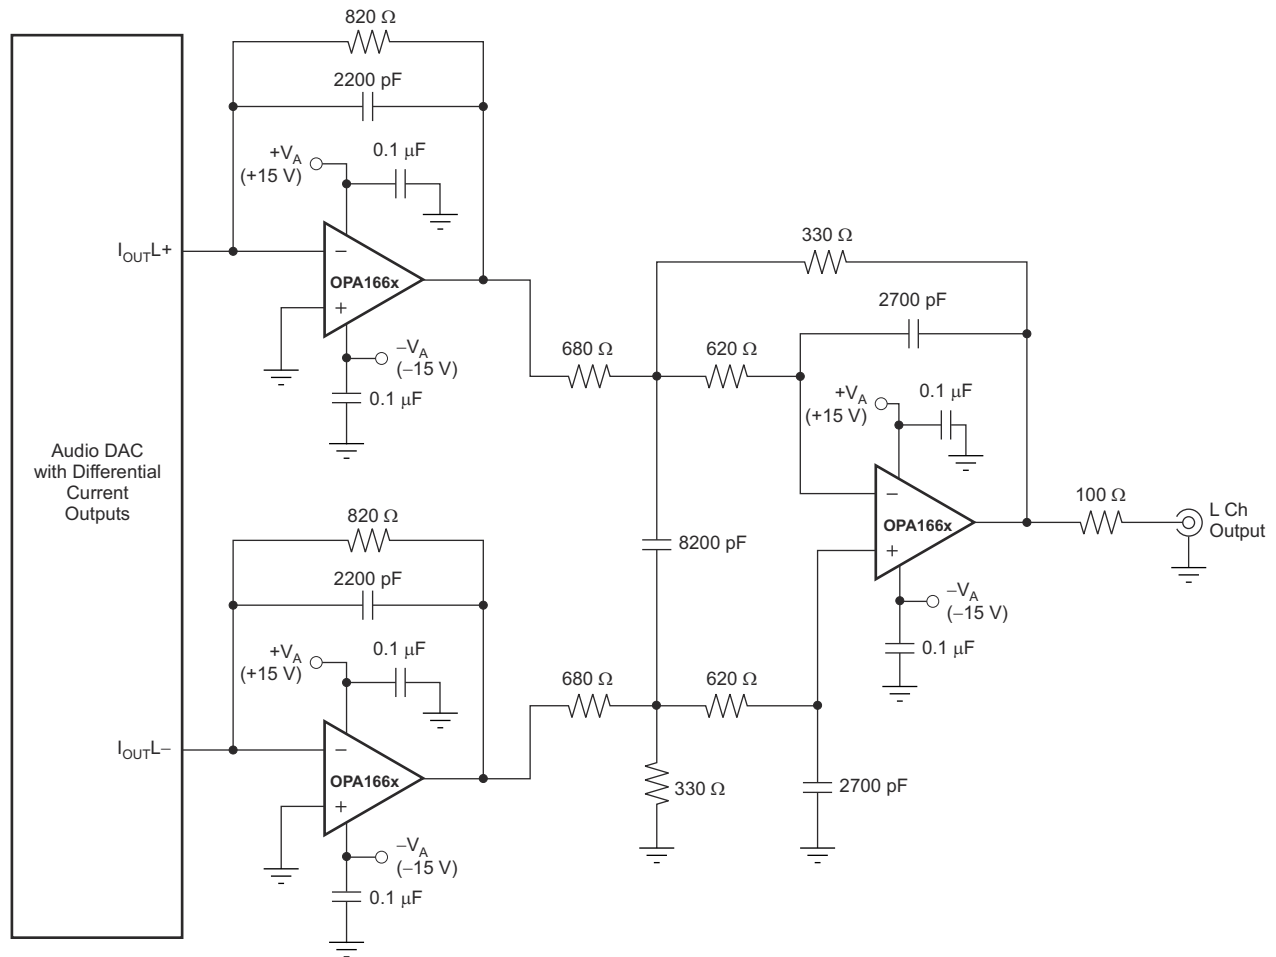 820 Ω
2200 pF
+VA
(+15 V)
0.1 μF
IOUTL+
−
OPA166x
+
−VA
(−15 V)
0.1 μF
330 Ω
2700 pF
680 Ω
620 Ω
+VA
(+15 V)
0.1 μF
Audio DAC
with Differential
Current
Outputs
−
OPA166x
+
100 Ω
L Ch
Output
820 Ω
8200 pF
2200 pF
−VA
(−15 V)
0.1 μF
+VA
(+15 V)
0.1 μF
680 Ω
620 Ω
IOUTL−
−
OPA166x
+
330 Ω
2700 pF
−VA
(−15 V)
0.1 μF